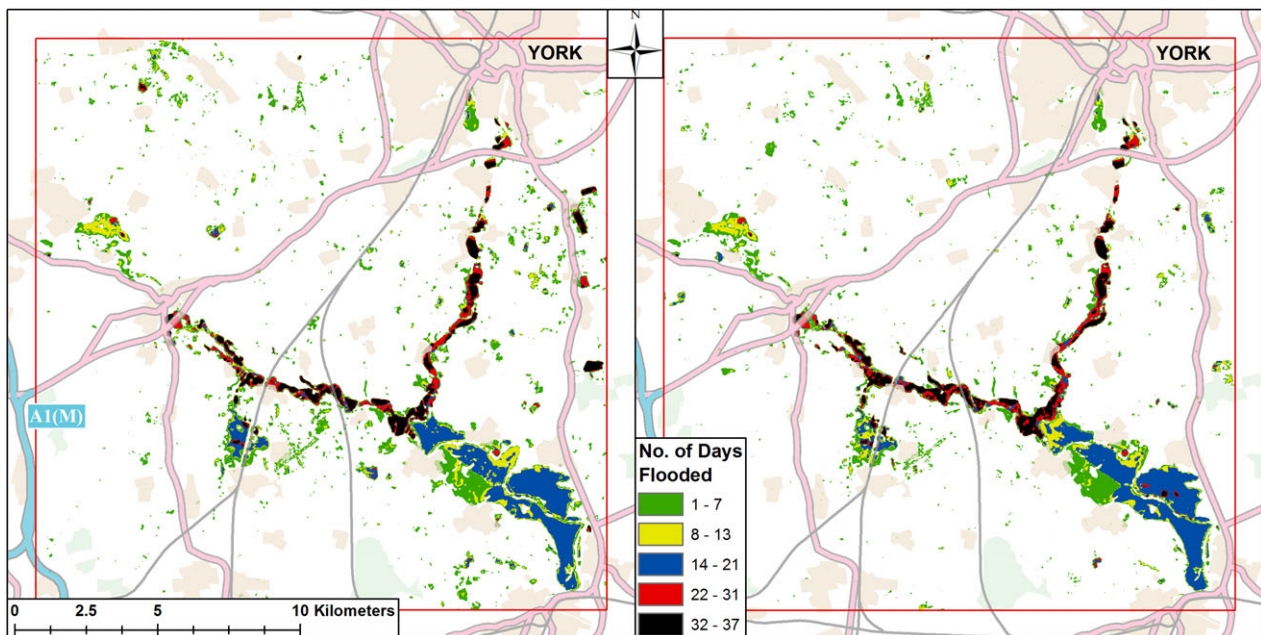 N
YORK
YORK
A1(M)
No. of Days
Flooded
1 - 7
8 - 13
14 - 21
22 - 31
32 - 37
0 2.5 5 10 Kilometers